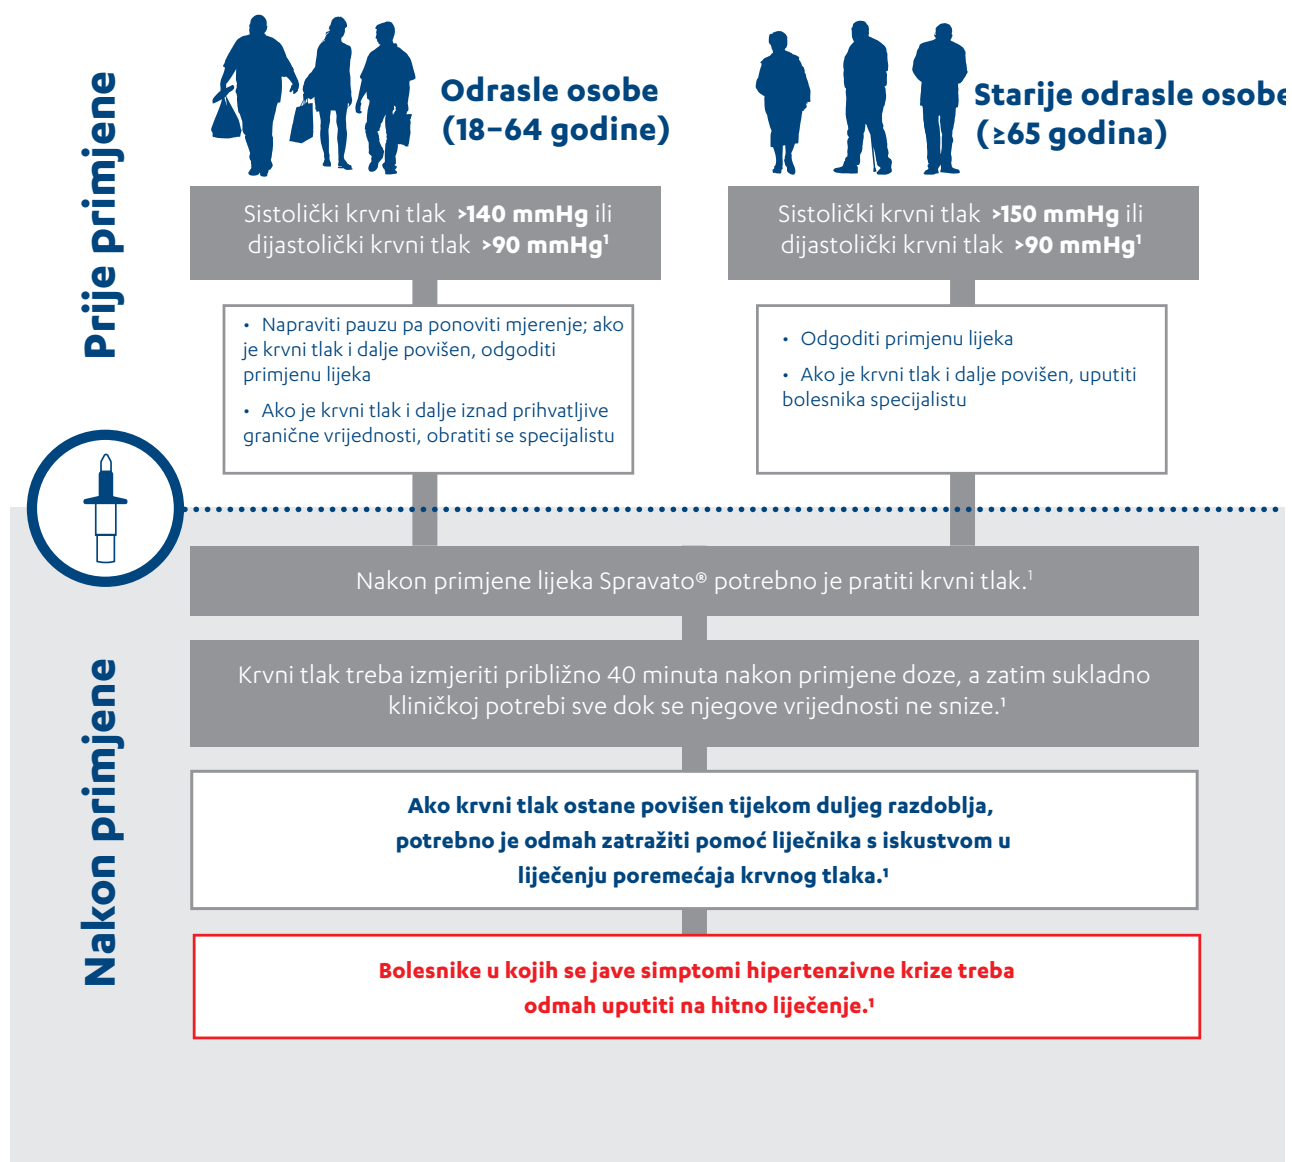 Prije primjene
Odrasle osobe
(18–64 godine)
Sistolički krvni tlak >140 mmHg ili
dijastolički krvni tlak >90 mmHg¹
• Napraviti pauzu pa ponoviti mjerenje; ako
je krvni tlak i dalje povišen, odgoditi
primjenu lijeka
• Ako je krvni tlak i dalje iznad prihvatljive
granične vrijednosti, obratiti se specijalistu
Starije odrasle osobe
(≥65 godina)
Sistolički krvni tlak >150 mmHg ili
dijastolički krvni tlak >90 mmHg¹
• Odgoditi primjenu lijeka
• Ako je krvni tlak i dalje povišen, uputiti
bolesnika specijalistu
Nakon primjene
Nakon primjene lijeka Spravato® potrebno je pratiti krvni tlak.¹
Krvni tlak treba izmjeriti približno 40 minuta nakon primjene doze, a zatim sukladno
kliničkoj potrebi sve dok se njegove vrijednosti ne snize.¹
Ako krvni tlak ostane povišen tijekom duljeg razdoblja,
potrebno je odmah zatražiti pomoć liječnika s iskustvom u
liječenju poremećaja krvnog tlaka.¹
Bolesnike u kojih se jave simptomi hipertenzivne krize treba
odmah uputiti na hitno liječenje.¹